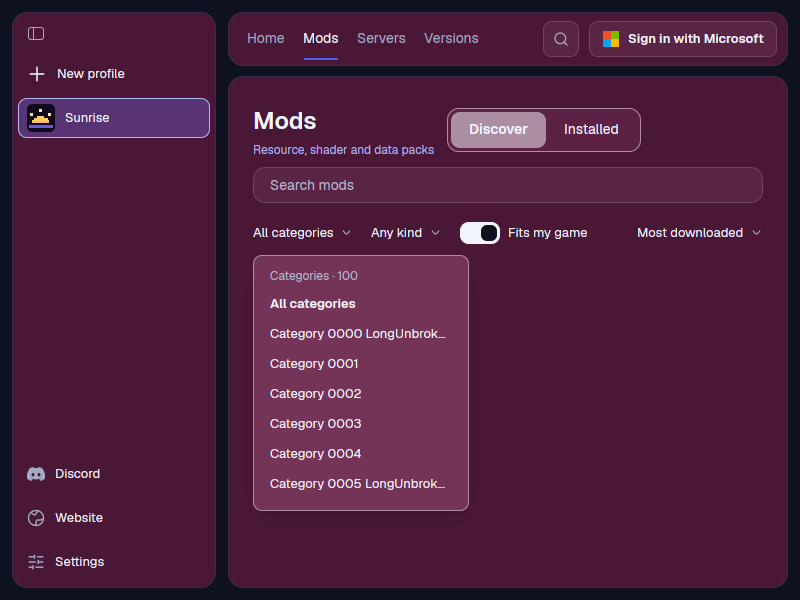 New profile
Sunrise
Discord
Website
Settings
Home Mods Servers Versions Sign in with Microsoft
Mods
Resource, shader and data packs
Discover Installed
Search mods
All categories Any kind Fits my game Most downloaded
Categories · 100
All categories
Category 0000 LongUnbrok...
Category 0001
Category 0002
Category 0003
Category 0004
Category 0005 LongUnbrok...